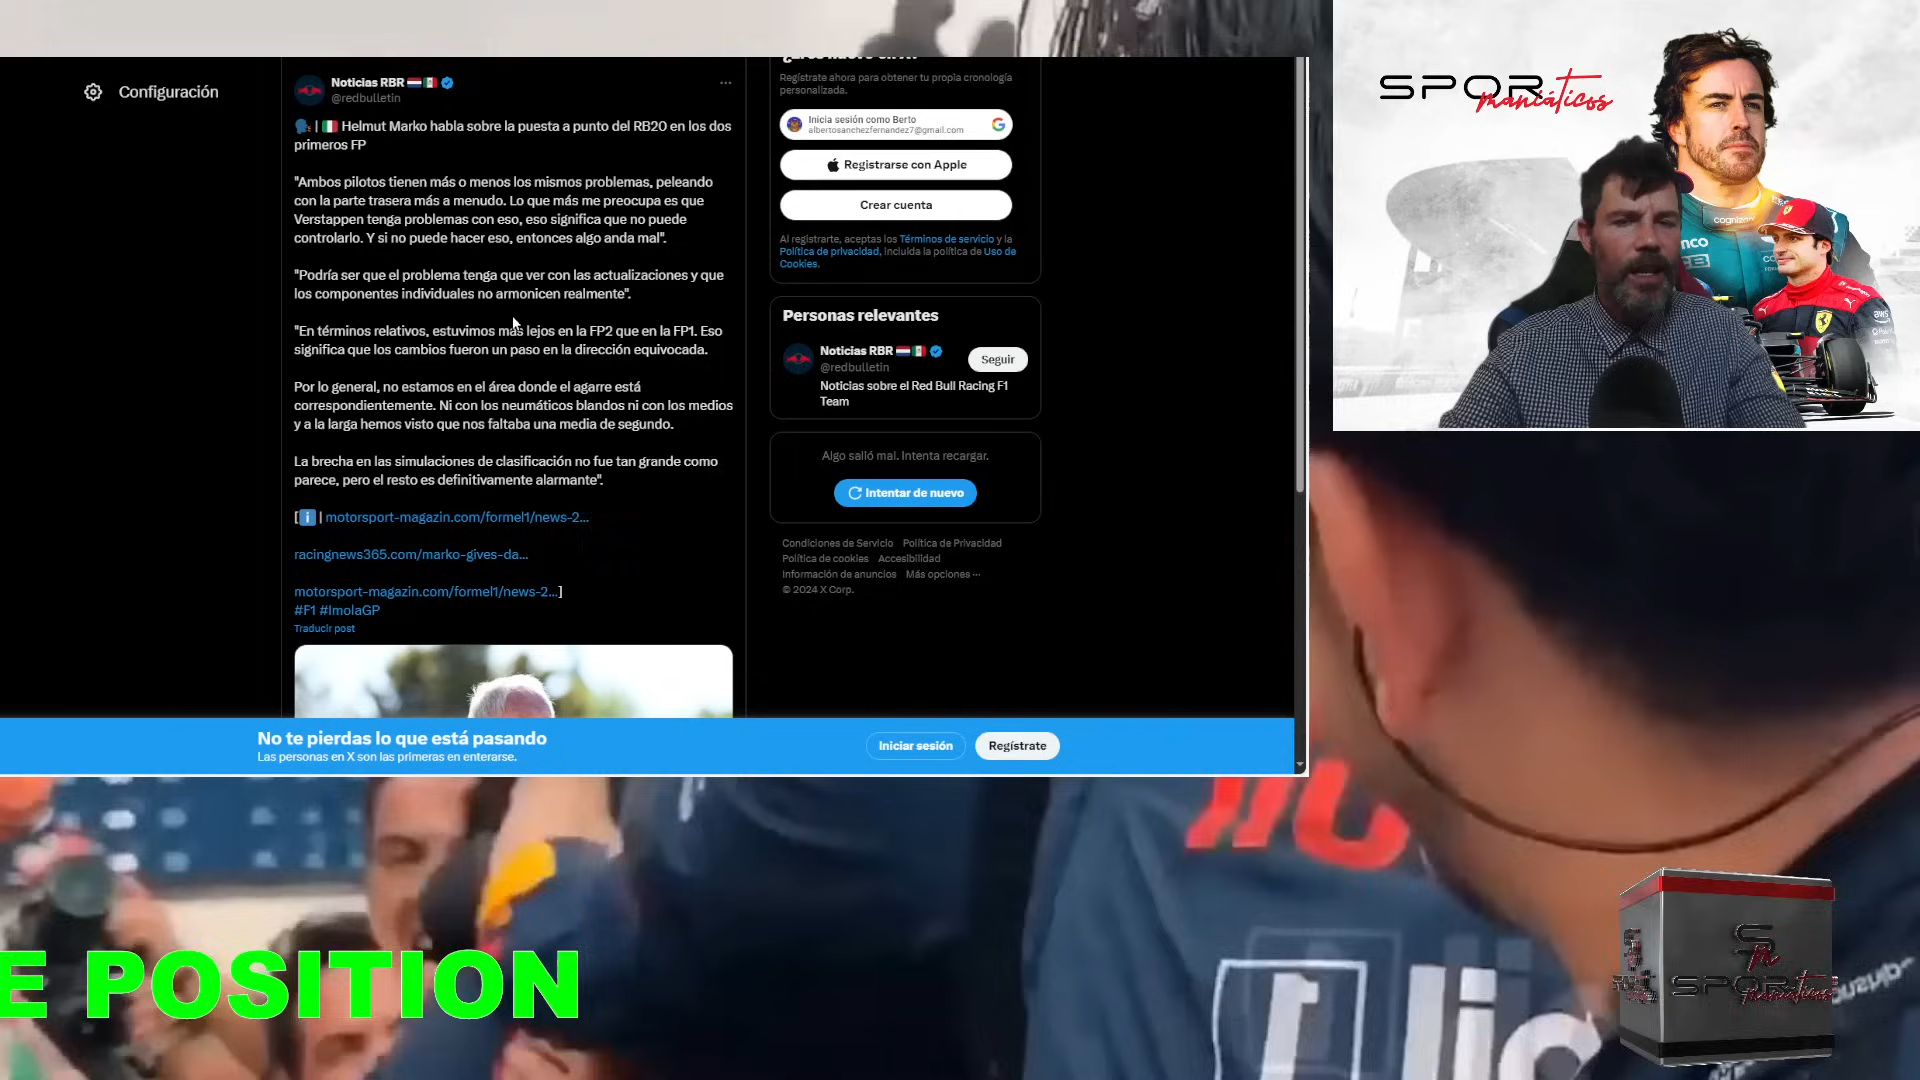 Configuración
Noticias RBR
@redbulletin
Helmut Marko habla sobre la puesta a punto del RB20 en los dos
primeros FP
"Ambos pilotos tienen más o menos los mismos problemas, peleando
con la parte trasera más a menudo. Lo que más me preocupa es que
Verstappen tenga problemas con eso, eso significa que no puede
controlarlo. Y si no puede hacer eso, entonces algo anda mal".
"Podría ser que el problema tenga que ver con las actualizaciones y que
los componentes individuales no armonicen realmente".
"En términos relativos, estuvimos más lejos en la FP2 que en la FP1. Eso
significa que los cambios fueron un paso en la dirección equivocada.
Por lo general, no estamos en el área donde el agarre está
correspondientemente. Ni con los neumáticos blandos ni con los medios
y a la larga hemos visto que nos faltaba una media de segundo.
La brecha en las simulaciones de clasificación no fue tan grande como
parece, pero el resto es definitivamente alarmante".
[ℹ️ | motorsport-magazin.com/formel1/news-2...
racingnews365.com/marko-gives-da...
motorsport-magazin.com/formel1/news-2...]
#F1 #ImolaGP
Traducir post
Regístrate ahora para obtener tu propia cronología
personalizada.
Inicia sesión como Berto
albertosanchezfernandez7@gmail.com
Registrarse con Apple
Crear cuenta
Al registrarte, aceptas los Términos de servicio y la
Política de privacidad, incluida la política de Uso de
Cookies.
Personas relevantes
Noticias RBR
@redbulletin
Seguir
Noticias sobre el Red Bull Racing F1
Team
Algo salió mal. Intenta recargar.
Intentar de nuevo
Condiciones de Servicio Política de Privacidad
Política de cookies Accesibilidad
Información de anuncios Más opciones ···
© 2024 X Corp.
No te pierdas lo que está pasando
Las personas en X son las primeras en enterarse.
Iniciar sesión
Regístrate
SPORT
maniáticos
cognizant
aws
E POSITION
SPORT
maniáticos